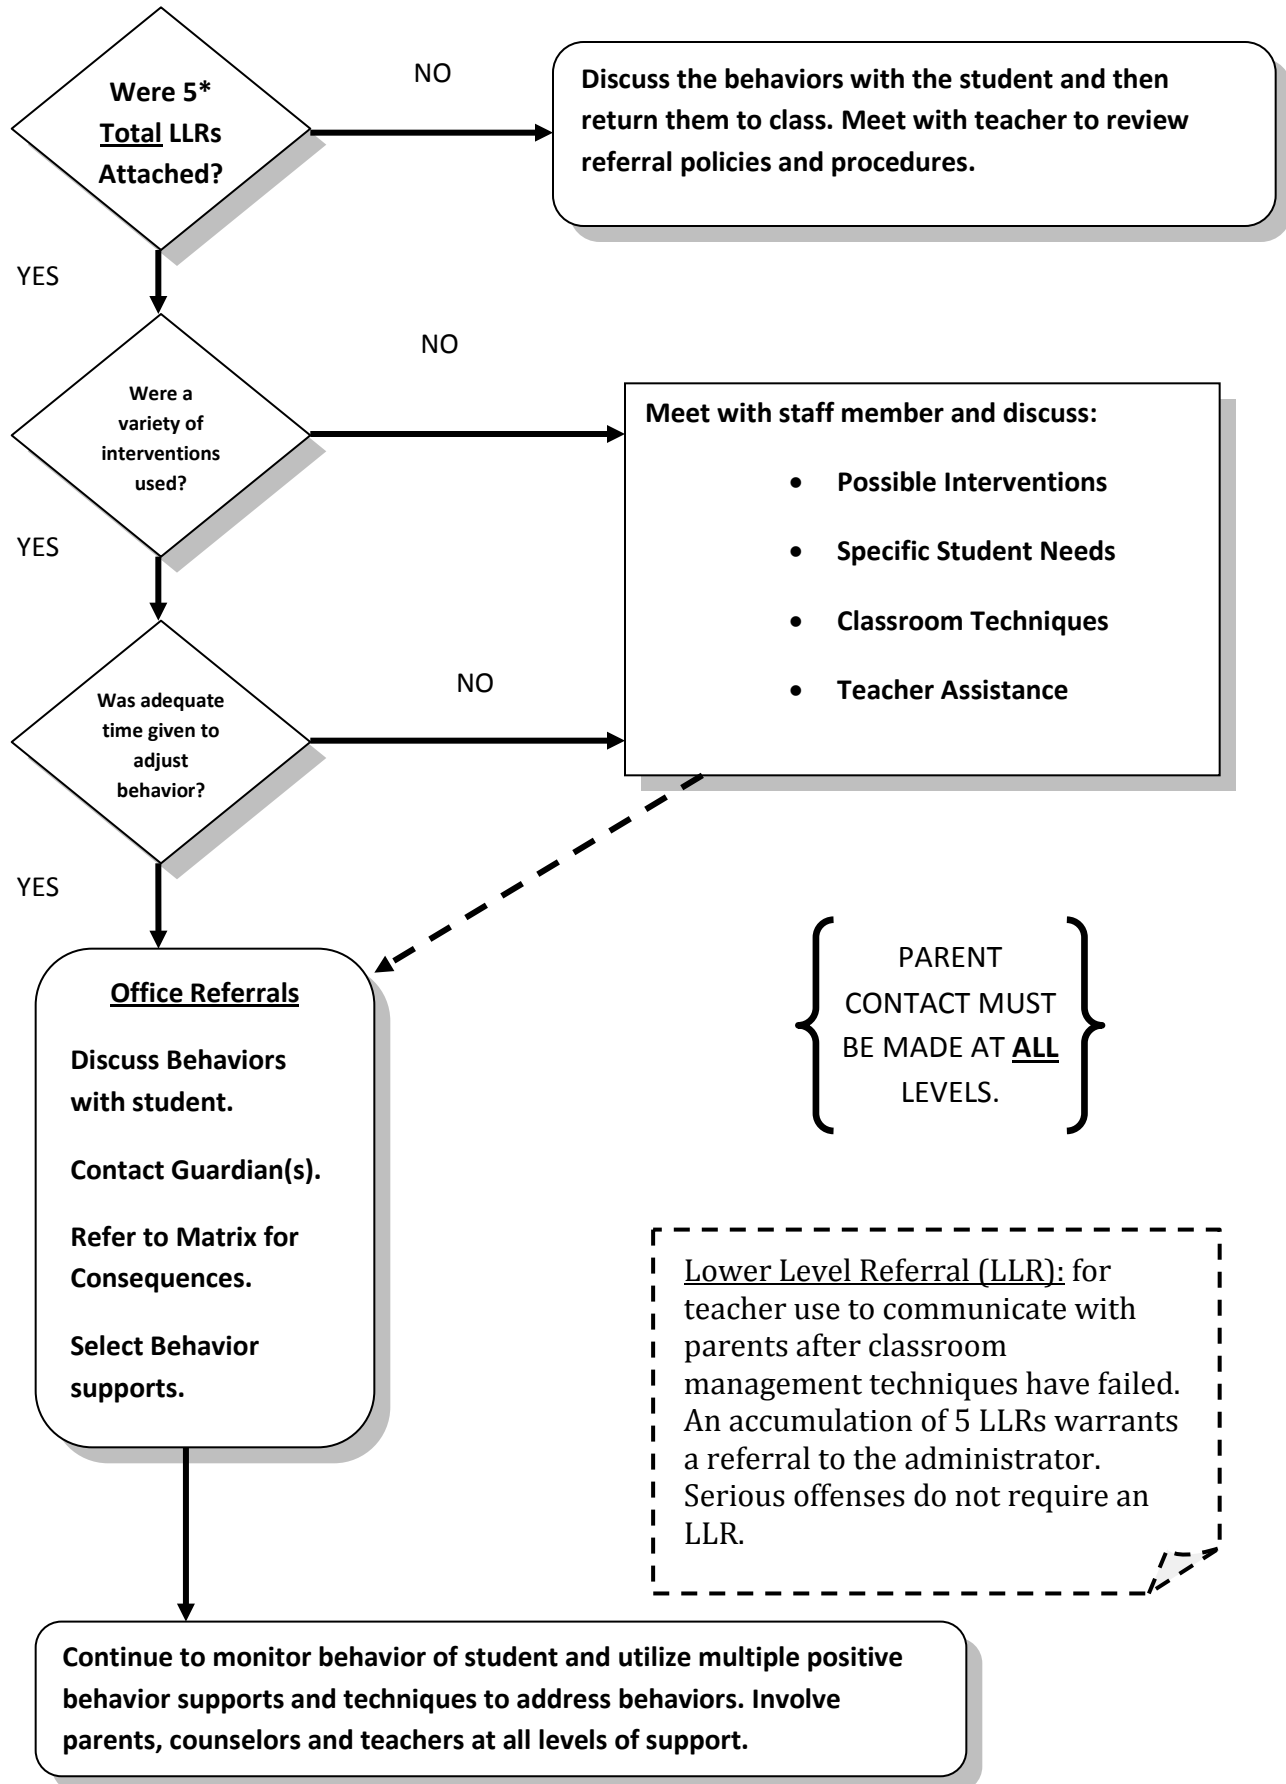 Were 5*
Total LLRs
Attached?
NO
Discuss the behaviors with the student and then
return them to class. Meet with teacher to review
referral policies and procedures.
YES
Were a
variety of
interventions
used?
NO
Meet with staff member and discuss:
• Possible Interventions
• Specific Student Needs
• Classroom Techniques
• Teacher Assistance
YES
Was adequate
time given to
adjust
behavior?
NO
YES
Office Referrals
Discuss Behaviors
with student.
Contact Guardian(s).
Refer to Matrix for
Consequences.
Select Behavior
supports.
PARENT
CONTACT MUST
BE MADE AT ALL
LEVELS.
Lower Level Referral (LLR): for
teacher use to communicate with
parents after classroom
management techniques have failed.
An accumulation of 5 LLRs warrants
a referral to the administrator.
Serious offenses do not require an
LLR.
Continue to monitor behavior of student and utilize multiple positive
behavior supports and techniques to address behaviors. Involve
parents, counselors and teachers at all levels of support.